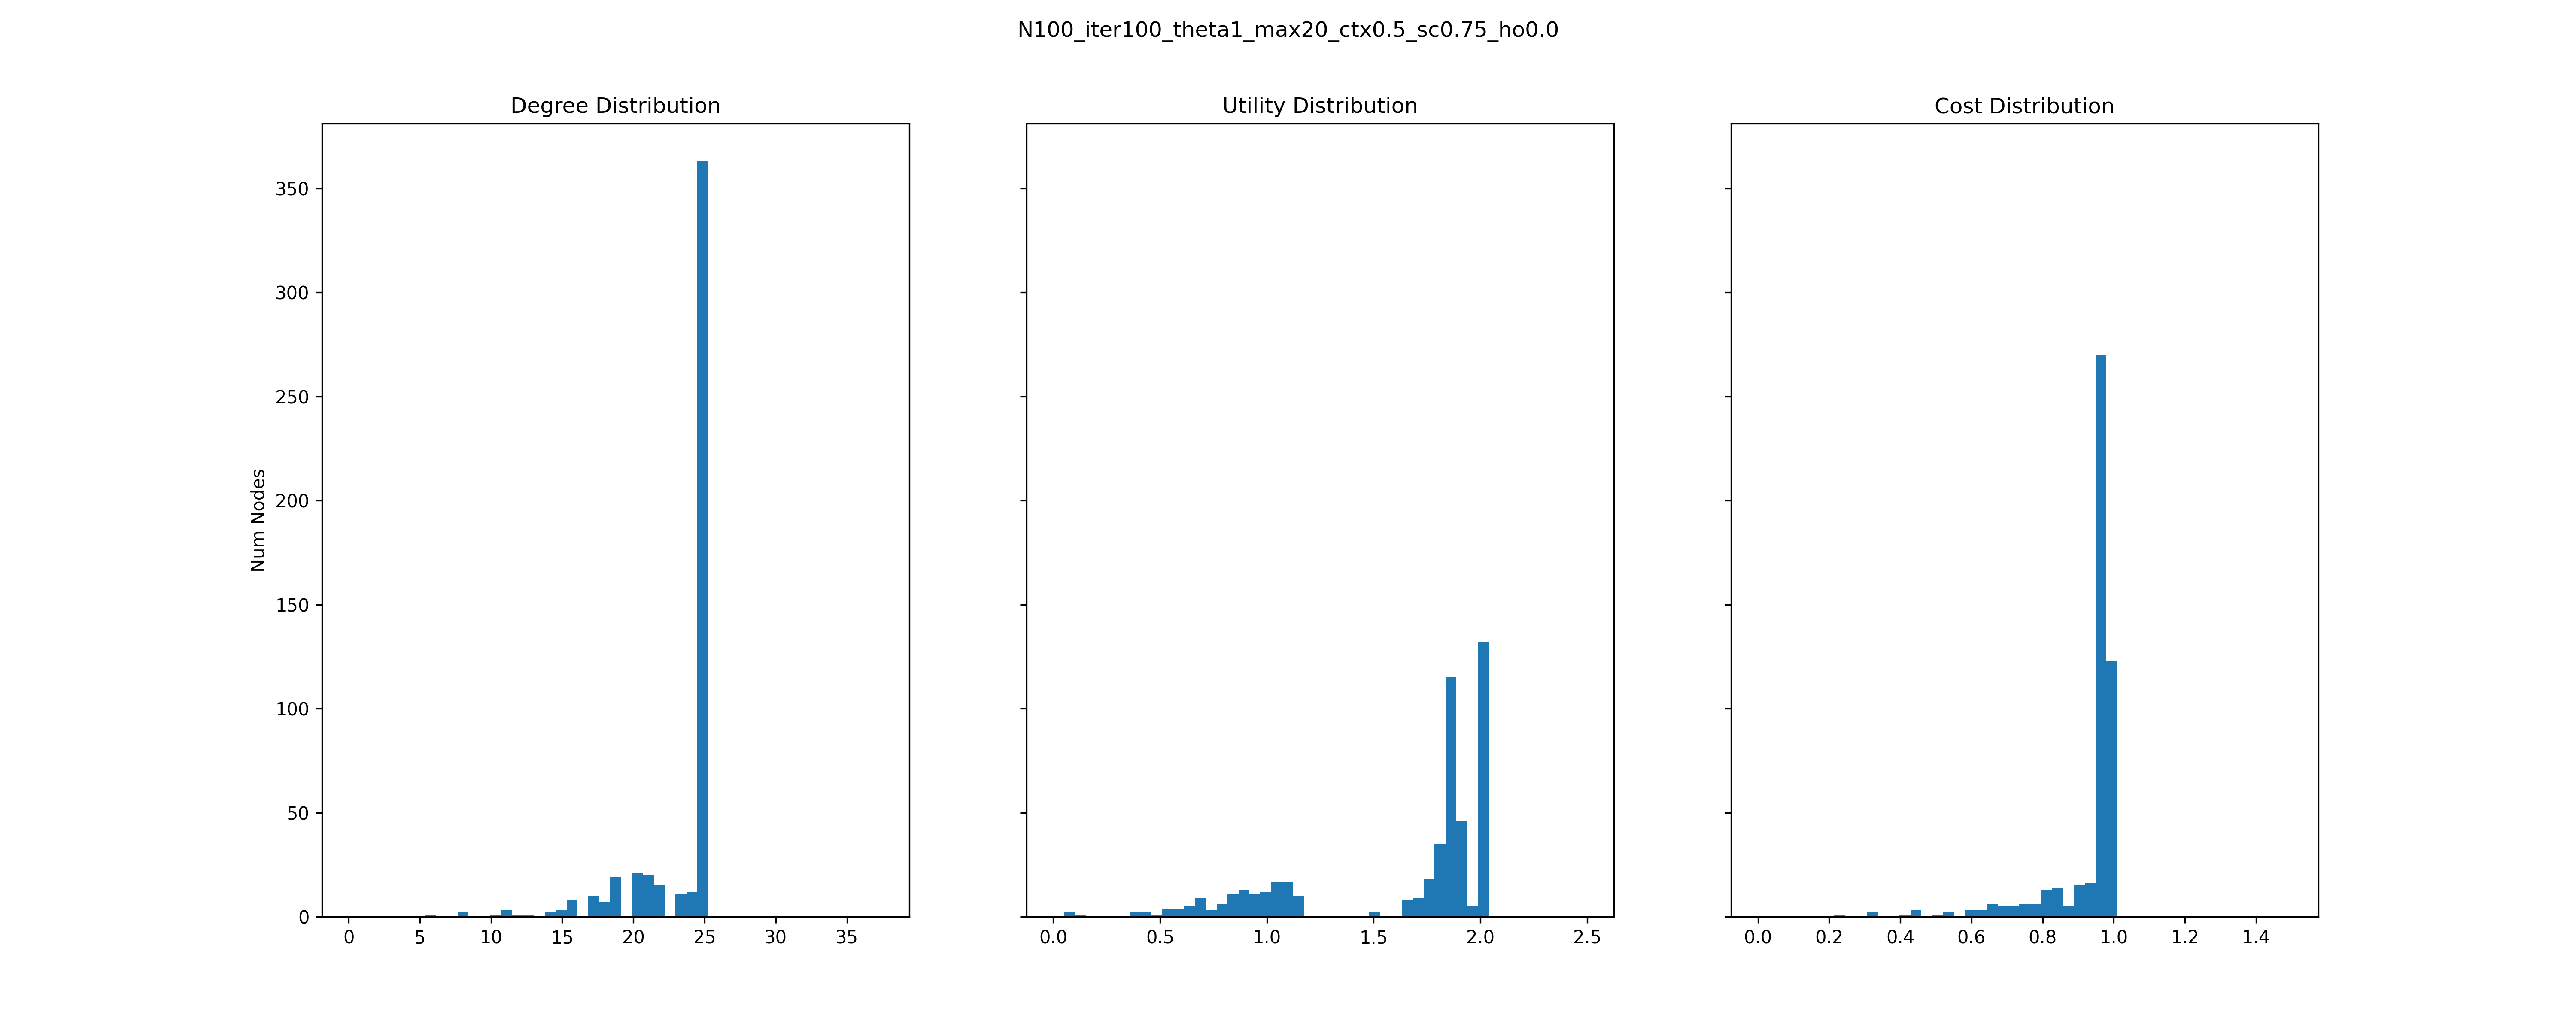 N100_iter100_theta1_max20_ctx0.5_sc0.75_ho0.0
Degree Distribution
Utility Distribution
Cost Distribution
Num Nodes
350
300
250
200
150
100
50
0
0 5 10 15 20 25 30 35
0.0 0.5 1.0 1.5 2.0 2.5
0.0 0.2 0.4 0.6 0.8 1.0 1.2 1.4